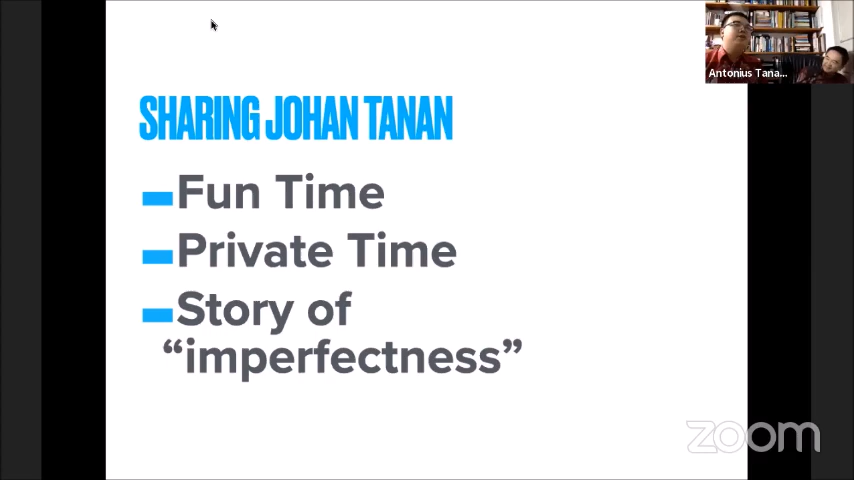 Antonius Tana...
SHARING JOHAN TANAN
Fun Time
Private Time
Story of
“imperfectness”
zoom